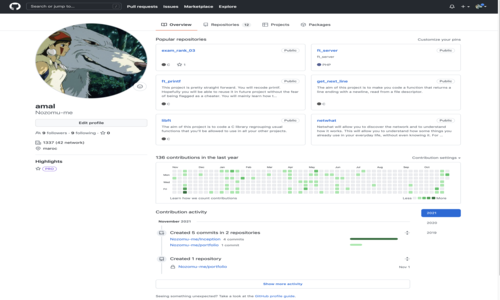 Search or jump to...
Pull requests Issues Marketplace Explore
Overview Repositories 12 Projects Packages
Popular repositories
Customize your pins
exam_rank_03 Public
C 1
ft_server Public
ft_server
ft_printf Public
This project is pretty straight forward. You will recode printf. Hopefully you will be able to reuse it in future project without the fear of being flagged as a cheater. You will mainly learn
C
get_next_line Public
The aim of this project is to make you code a function that returns a line ending with a newline, read from a file descriptor.
C
libft Public
The aim of this project is to code a C library regrouping usual functions that you'll be allowed to use in all your other projects.
C
netwhat Public
Netwhat will allow you to discover the network and to understand how it works. This will allow you to understand how some things you already use in your everyday life, without even knowing it. For ...
amal
Nozomu-me
Edit profile
followers · following ·
1337 (42 network)
maroc
Highlights
PRO
136 contributions in the last year
Contribution settings
Learn how we count contributions
Less More
Contribution activity
2021
2020
2019
November 2021
Created 5 commits in 2 repositories
Nozomu-me/Inception 4 commits
Nozomu-me/portfolio 1 commit
Created 1 repository
Nozomu-me/portfolio
Nov 1
Show more activity
Seeing something unexpected? Take a look at the GitHub profile guide.